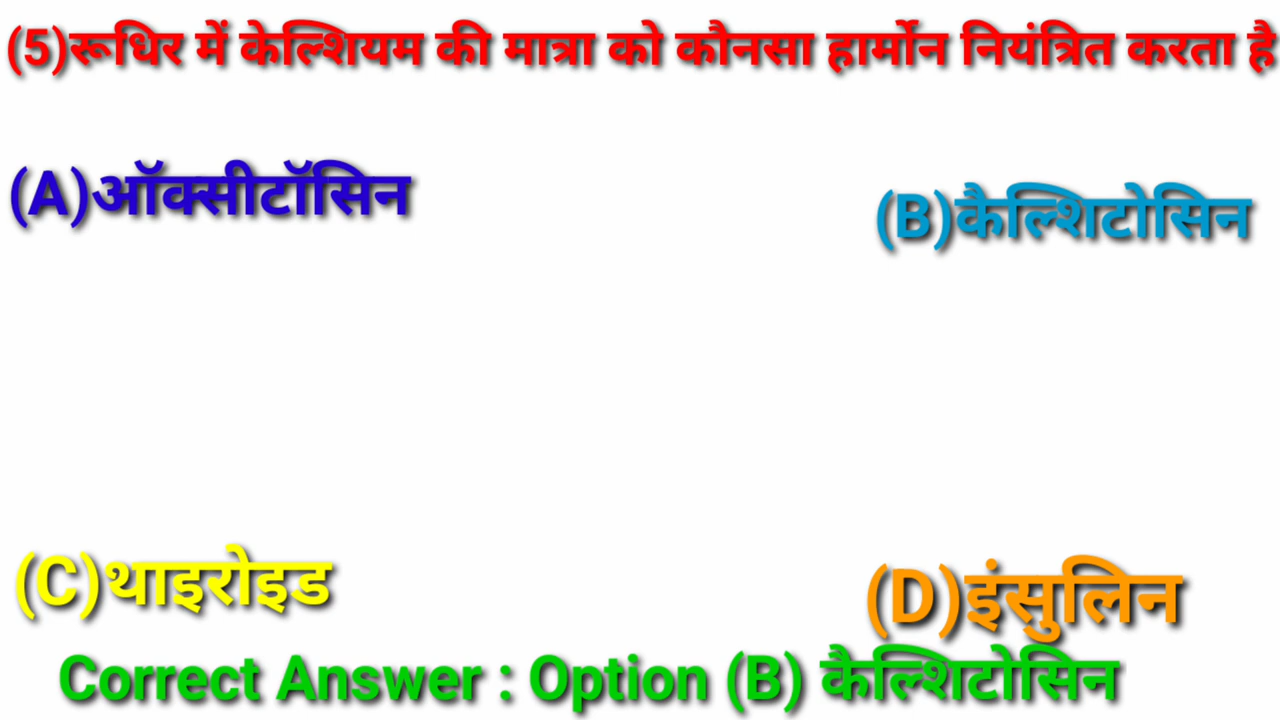 (5)रूधिर में केल्शियम की मात्रा को कौनसा हार्मोन नियंत्रित करता है
(A)ऑक्सीटॉसिन
(B)कैल्शिटोसिन
(C)थाइरोइड
(D)इंसुलिन
Correct Answer : Option (B) कैल्शिटोसिन